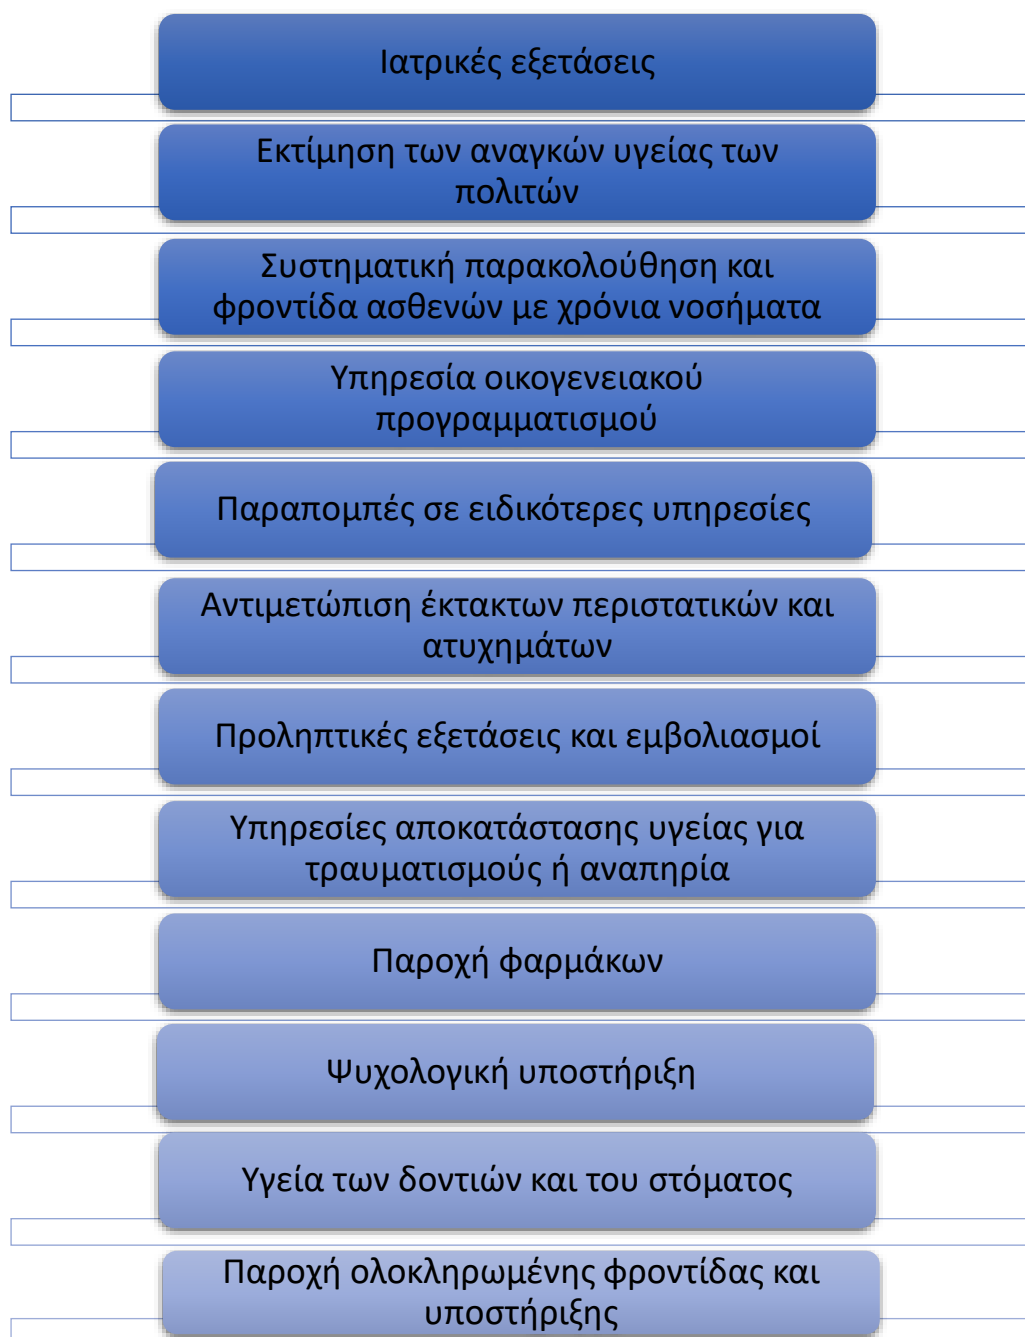 Ιατρικές εξετάσεις
Εκτίμηση των αναγκών υγείας των
πολιτών
Συστηματική παρακολούθηση και
φροντίδα ασθενών με χρόνια νοσήματα
Υπηρεσία οικογενειακού
προγραμματισμού
Παραπομπές σε ειδικότερες υπηρεσίες
Αντιμετώπιση έκτακτων περιστατικών και
ατυχημάτων
Προληπτικές εξετάσεις και εμβολιασμοί
Υπηρεσίες αποκατάστασης υγείας για
τραυματισμούς ή αναπηρία
Παροχή φαρμάκων
Ψυχολογική υποστήριξη
Υγεία των δοντιών και του στόματος
Παροχή ολοκληρωμένης φροντίδας και
υποστήριξης